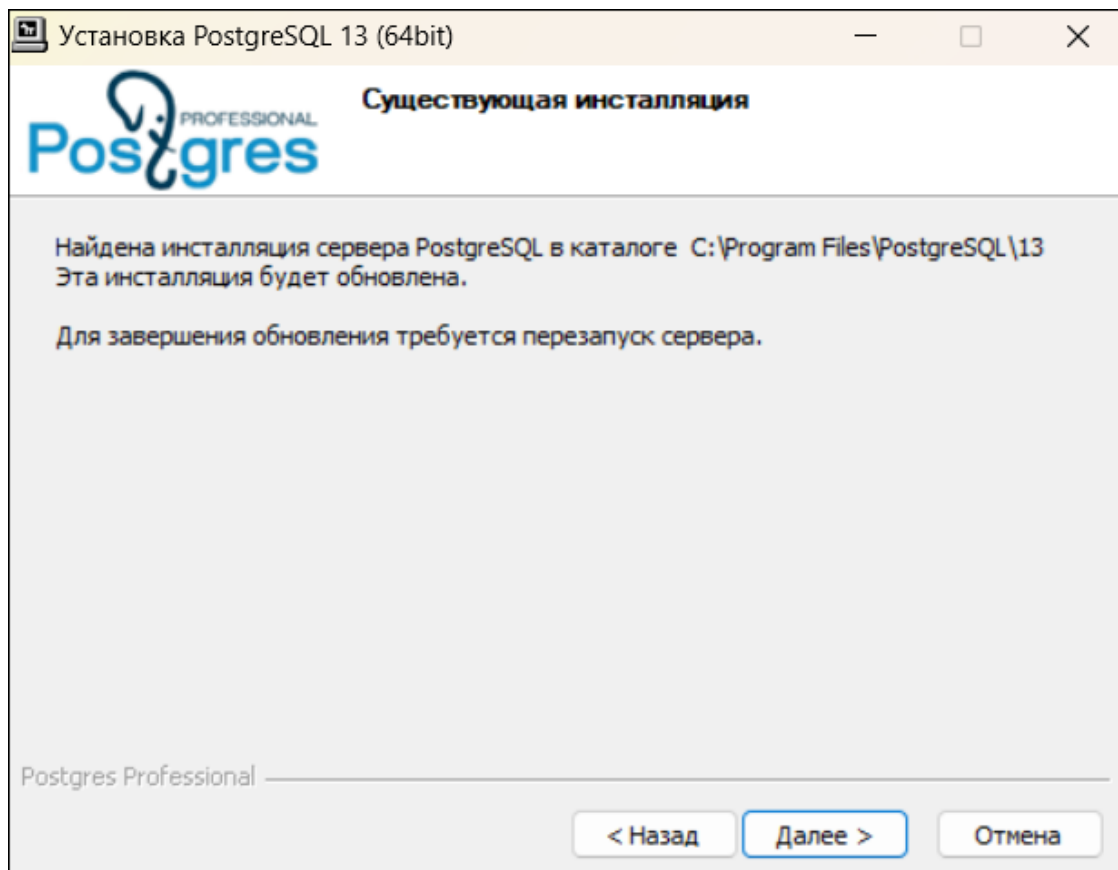 Установка PostgreSQL 13 (64bit)
PROFESSIONAL
Postgres
Существующая инсталляция
Найдена инсталляция сервера PostgreSQL в каталоге C:\Program Files\PostgreSQL\13
Эта инсталляция будет обновлена.
Для завершения обновления требуется перезапуск сервера.
Postgres Professional
< Назад
Далее >
Отмена